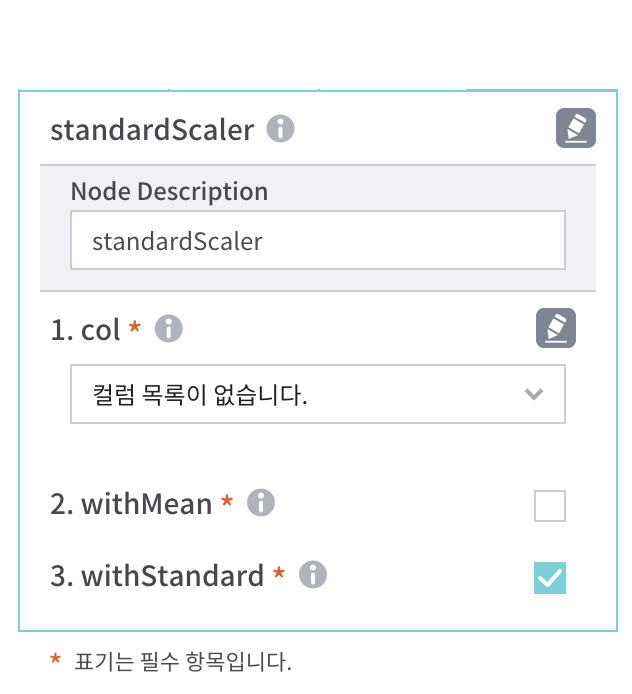 standardScaler
Node Description
standardScaler
1. col *
컬럼 목록이 없습니다.
2. withMean *
3. withStandard *
* 표기는 필수 항목입니다.